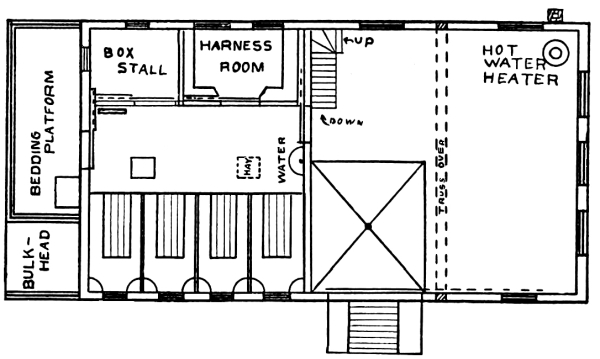 BOX
STALL
HARNESS
ROOM
UP
HOT
WATER
HEATER
DOWN
BEDDING
PLATFORM
HAY
WATER
TRUSS OVER
BULK-
HEAD